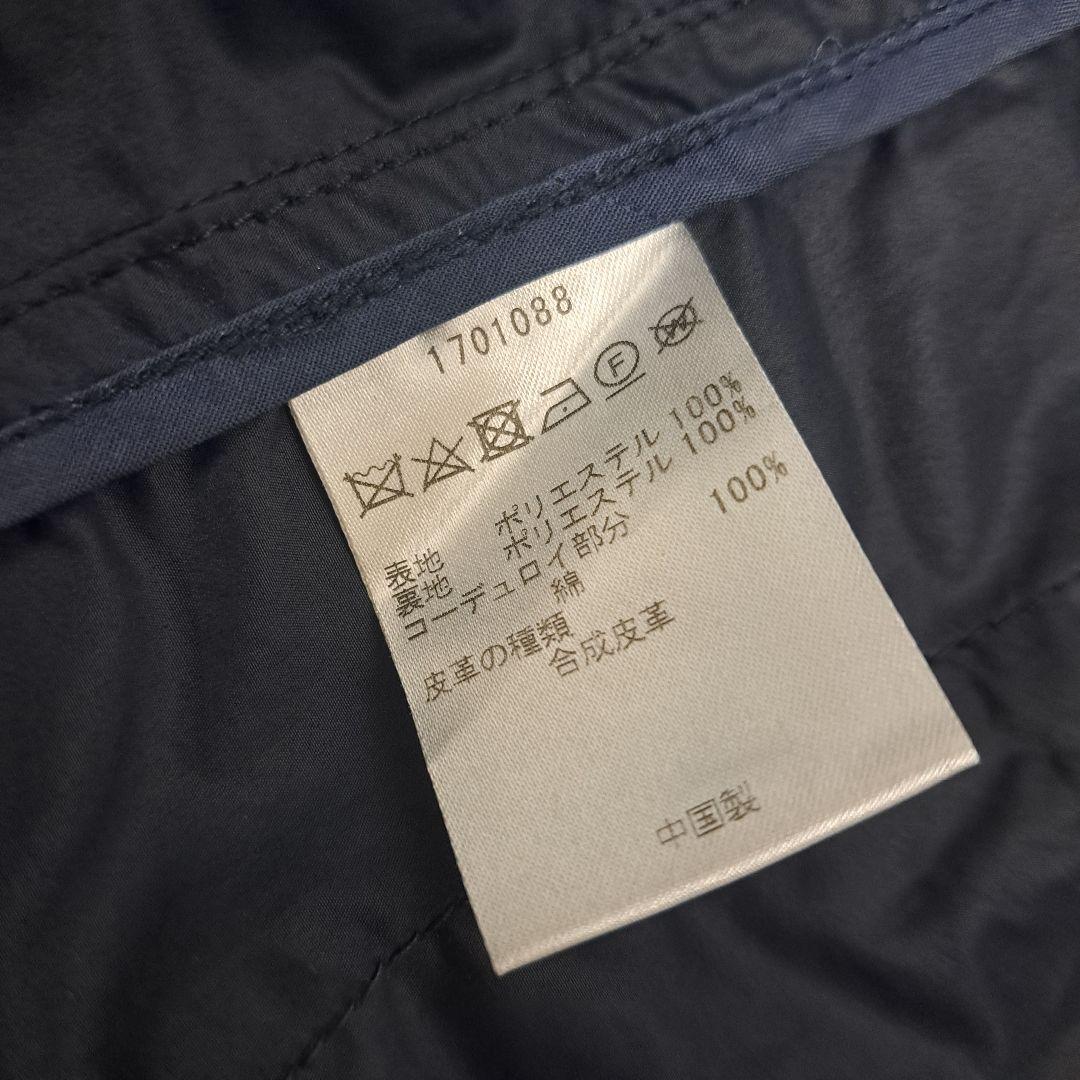 1701088
F
W
表地 ポリエステル 100%
裏地 ポリエステル 100%
コーデュロイ部分
綿 100%
皮革の種類
合成皮革
中国製